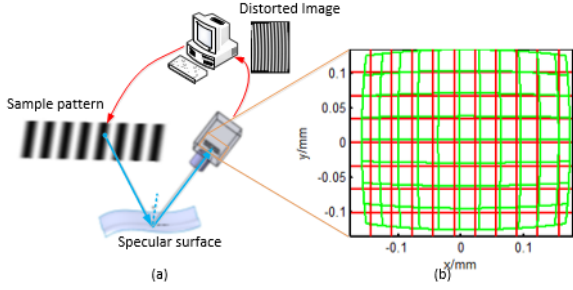 Distorted Image
Sample pattern
Specular surface
(a)
y/mm
0.1
0.05
0
-0.05
-0.1
-0.1
0
0.1
x/mm
(b)